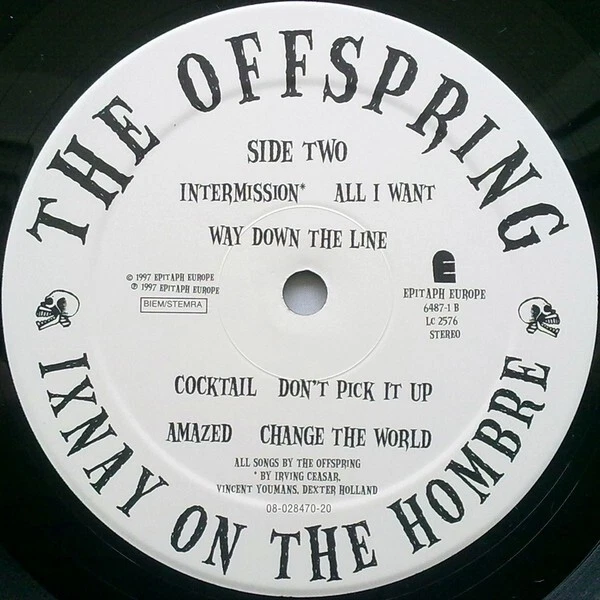 THE OFFSPRING
SIDE TWO
INTERMISSION* ALL I WANT
WAY DOWN THE LINE
© 1997 EPITAPH EUROPE
℗ 1997 EPITAPH EUROPE
BIEM/STEMRA
E
EPITAPH EUROPE
6487-1 B
LC 2576
STEREO
COCKTAIL DON'T PICK IT UP
AMAZED CHANGE THE WORLD
ALL SONGS BY THE OFFSPRING
* BY IRVING CEASAR,
VINCENT YOUMANS, DEXTER HOLLAND
08-028470-20
IXNAY ON THE HOMBRE